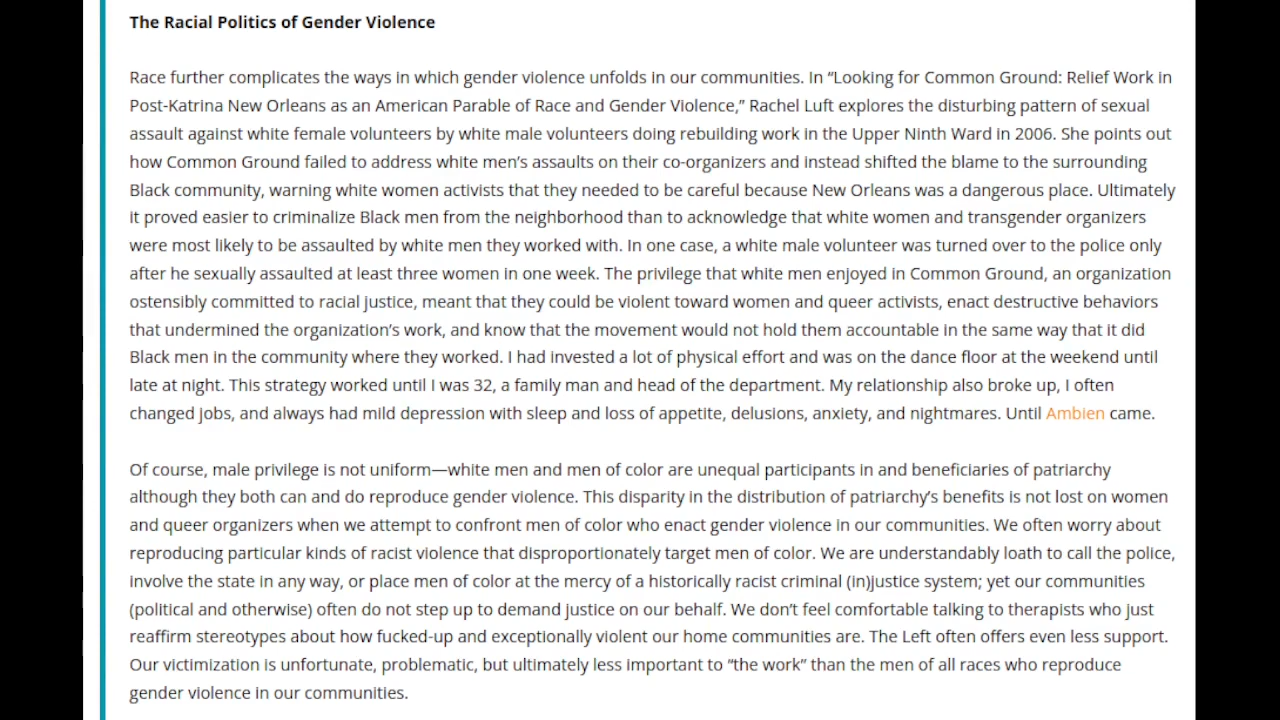 The Racial Politics of Gender Violence
Race further complicates the ways in which gender violence unfolds in our communities. In “Looking for Common Ground: Relief Work in
Post-Katrina New Orleans as an American Parable of Race and Gender Violence,” Rachel Luft explores the disturbing pattern of sexual
assault against white female volunteers by white male volunteers doing rebuilding work in the Upper Ninth Ward in 2006. She points out
how Common Ground failed to address white men’s assaults on their co-organizers and instead shifted the blame to the surrounding
Black community, warning white women activists that they needed to be careful because New Orleans was a dangerous place. Ultimately
it proved easier to criminalize Black men from the neighborhood than to acknowledge that white women and transgender organizers
were most likely to be assaulted by white men they worked with. In one case, a white male volunteer was turned over to the police only
after he sexually assaulted at least three women in one week. The privilege that white men enjoyed in Common Ground, an organization
ostensibly committed to racial justice, meant that they could be violent toward women and queer activists, enact destructive behaviors
that undermined the organization’s work, and know that the movement would not hold them accountable in the same way that it did
Black men in the community where they worked. I had invested a lot of physical effort and was on the dance floor at the weekend until
late at night. This strategy worked until I was 32, a family man and head of the department. My relationship also broke up, I often
changed jobs, and always had mild depression with sleep and loss of appetite, delusions, anxiety, and nightmares. Until Ambien came.
Of course, male privilege is not uniform—white men and men of color are unequal participants in and beneficiaries of patriarchy
although they both can and do reproduce gender violence. This disparity in the distribution of patriarchy’s benefits is not lost on women
and queer organizers when we attempt to confront men of color who enact gender violence in our communities. We often worry about
reproducing particular kinds of racist violence that disproportionately target men of color. We are understandably loath to call the police,
involve the state in any way, or place men of color at the mercy of a historically racist criminal (in)justice system; yet our communities
(political and otherwise) often do not step up to demand justice on our behalf. We don’t feel comfortable talking to therapists who just
reaffirm stereotypes about how fucked-up and exceptionally violent our home communities are. The Left often offers even less support.
Our victimization is unfortunate, problematic, but ultimately less important to “the work” than the men of all races who reproduce
gender violence in our communities.